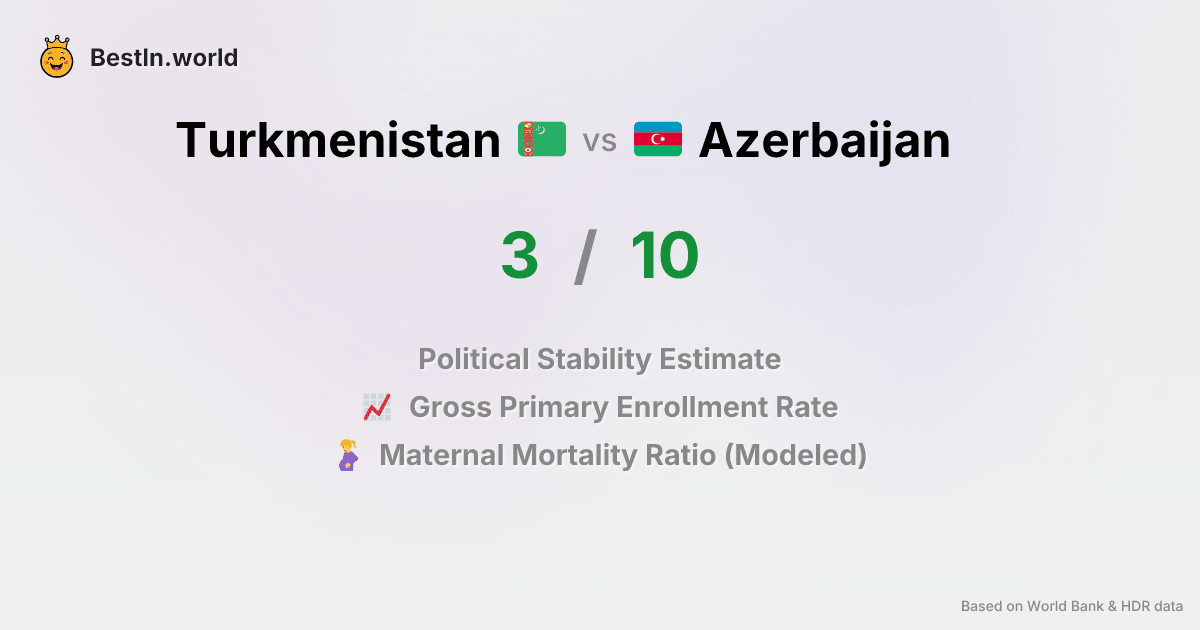 BestIn.world
Turkmenistan vs Azerbaijan
3 / 10
Political Stability Estimate
Gross Primary Enrollment Rate
Maternal Mortality Ratio (Modeled)
Based on World Bank & HDR data